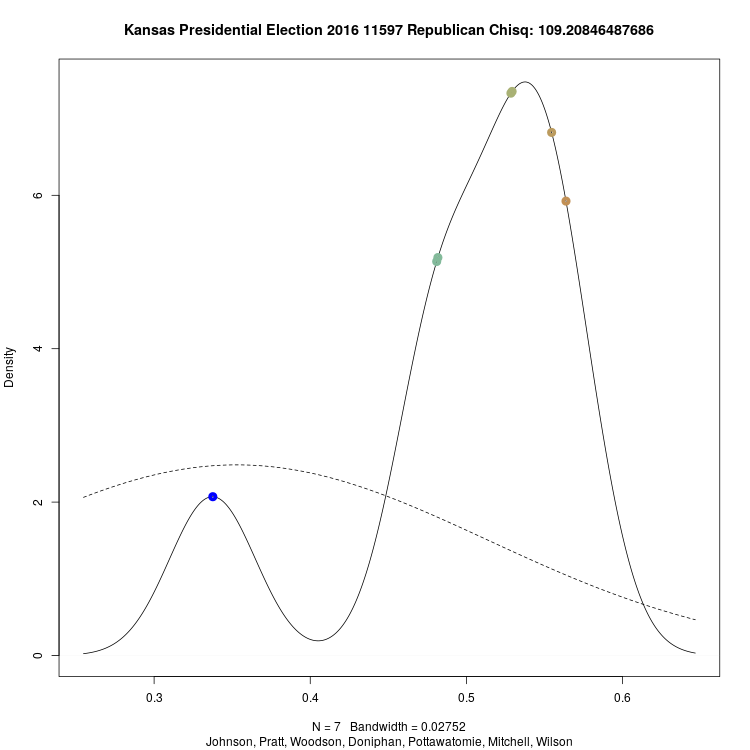 Kansas Presidential Election 2016 11597 Republican Chisq: 109.20846487686
Density
6
4
2
0
0.3 0.4 0.5 0.6
N = 7 Bandwidth = 0.02752
Johnson, Pratt, Woodson, Doniphan, Pottawatomie, Mitchell, Wilson